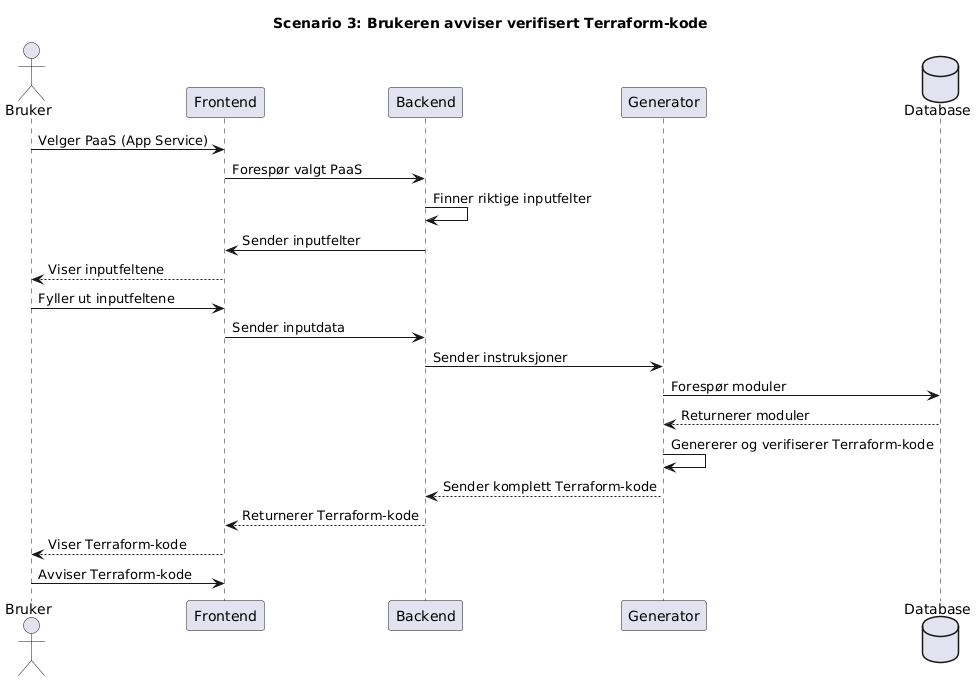 Scenario 3: Brukeren avviser verifisert Terraform-kode
Bruker
Frontend
Backend
Generator
Database
Velger PaaS (App Service)
Forespør valgt PaaS
Finner riktige inputfelter
Sender inputfelter
Viser inputfeltene
Fyller ut inputfeltene
Sender inputdata
Sender instruksjoner
Forespør moduler
Returnerer moduler
Genererer og verifiserer Terraform-kode
Sender komplett Terraform-kode
Returnerer Terraform-kode
Viser Terraform-kode
Avviser Terraform-kode
Bruker
Frontend
Backend
Generator
Database